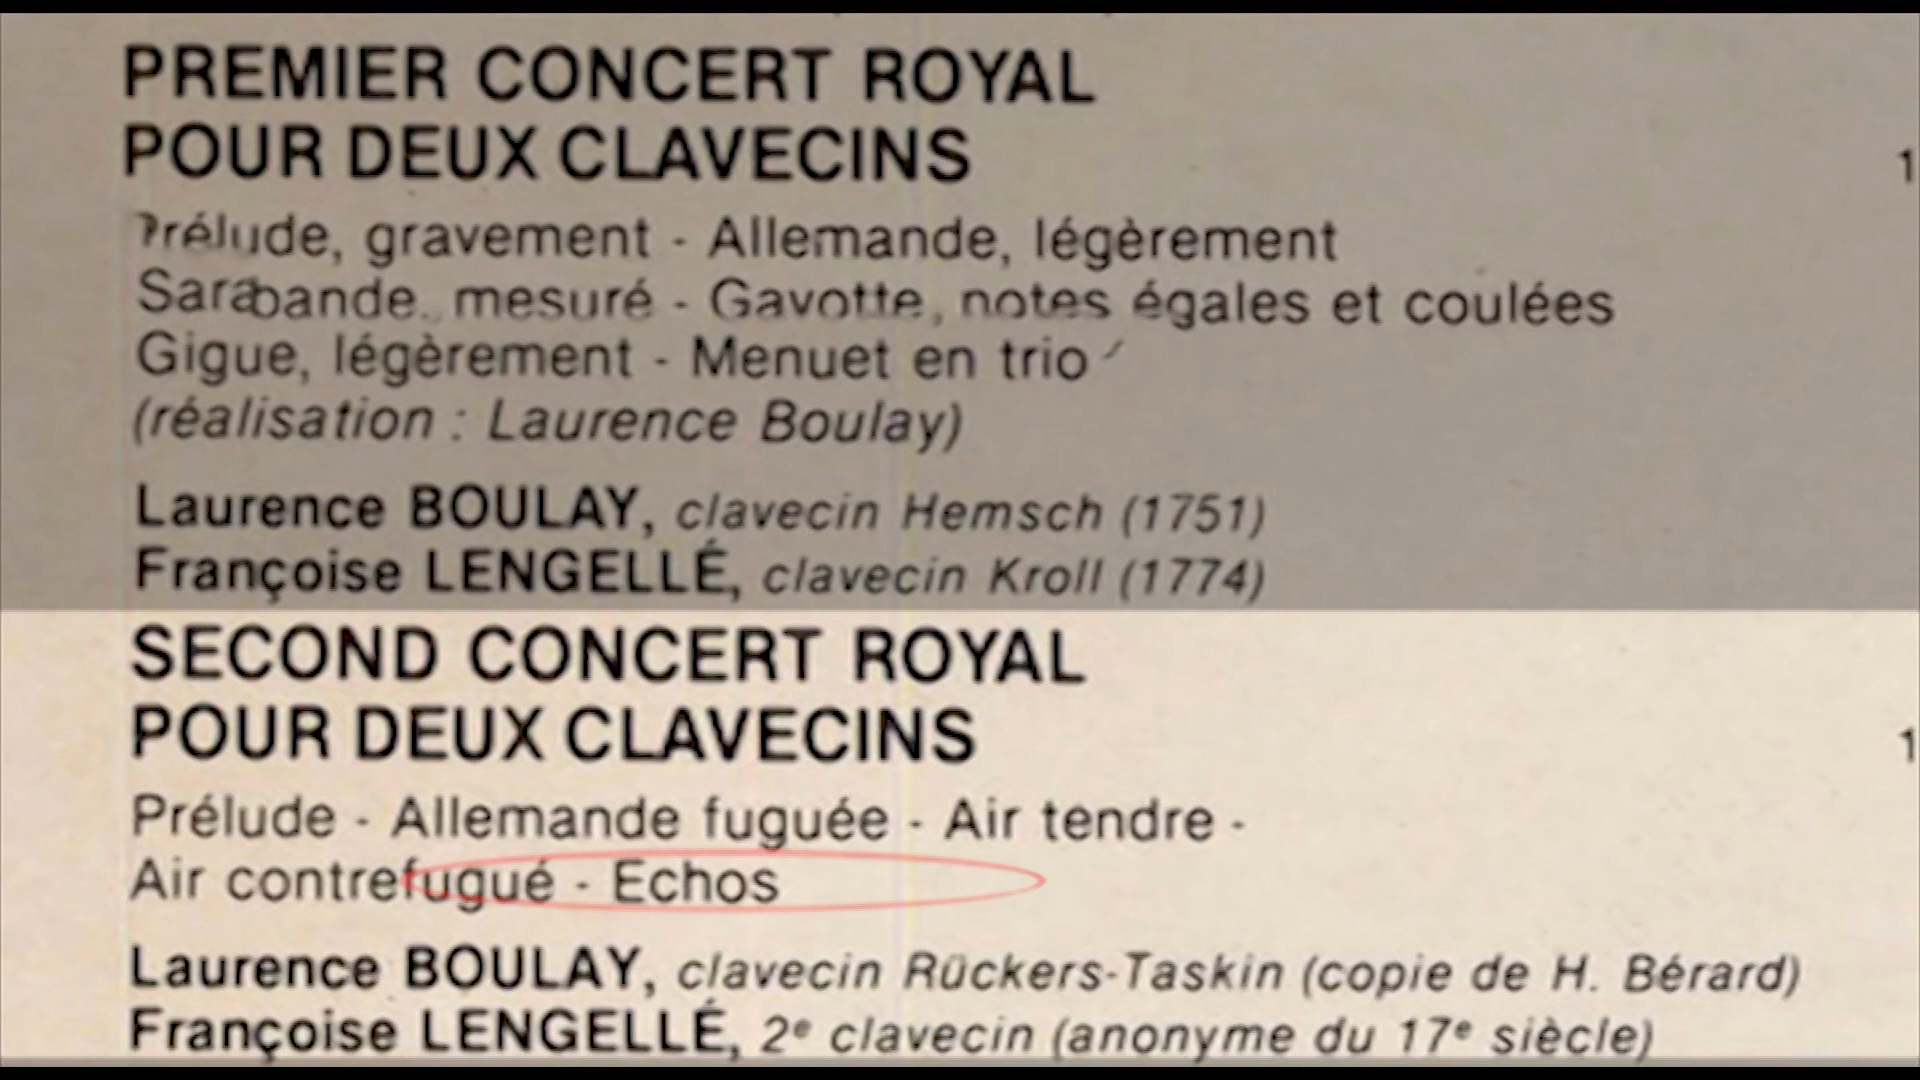 PREMIER CONCERT ROYAL
POUR DEUX CLAVECINS
1
Prélude, gravement - Allemande, légèrement
Sarabande, mesuré - Gavotte, notes égales et coulées
Gigue, légèrement - Menuet en trio
(réalisation : Laurence Boulay)
Laurence BOULAY, clavecin Hemsch (1751)
Françoise LENGELLÉ, clavecin Kroll (1774)
SECOND CONCERT ROYAL
POUR DEUX CLAVECINS
1
Prélude - Allemande fuguée - Air tendre -
Air contrefugué - Echos
Laurence BOULAY, clavecin Rückers-Taskin (copie de H. Bérard)
Françoise LENGELLÉ, 2e clavecin (anonyme du 17e siècle)